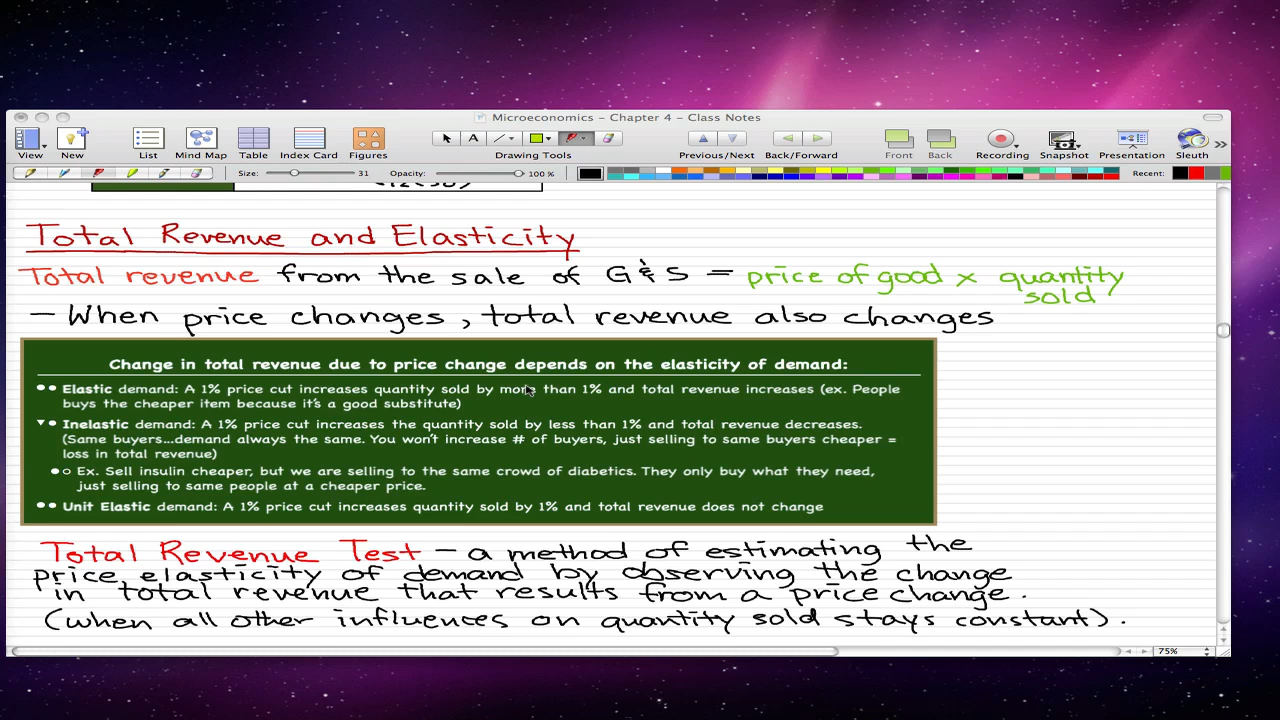 Microeconomics – Chapter 4 – Class Notes
View New List Mind Map Table Index Card Figures Drawing Tools Previous/Next Back/Forward Front Back Recording Snapshot Presentation Sleuth
Size: 31 Opacity: 100 % Recent:
Total Revenue and Elasticity
Total revenue from the sale of G & S = price of good x quantity
sold
– When price changes, total revenue also changes
Change in total revenue due to price change depends on the elasticity of demand:
Elastic demand: A 1% price cut increases quantity sold by more than 1% and total revenue increases (ex. People
buys the cheaper item because it's a good substitute)
Inelastic demand: A 1% price cut increases the quantity sold by less than 1% and total revenue decreases.
(Same buyers...demand always the same. You won't increase # of buyers, just selling to same buyers cheaper =
loss in total revenue)
Ex. Sell insulin cheaper, but we are selling to the same crowd of diabetics. They only buy what they need,
just selling to same people at a cheaper price.
Unit Elastic demand: A 1% price cut increases quantity sold by 1% and total revenue does not change
Total Revenue Test – a method of estimating the
price elasticity of demand by observing the change
in total revenue that results from a price change.
(when all other influences on quantity sold stays constant).
75%